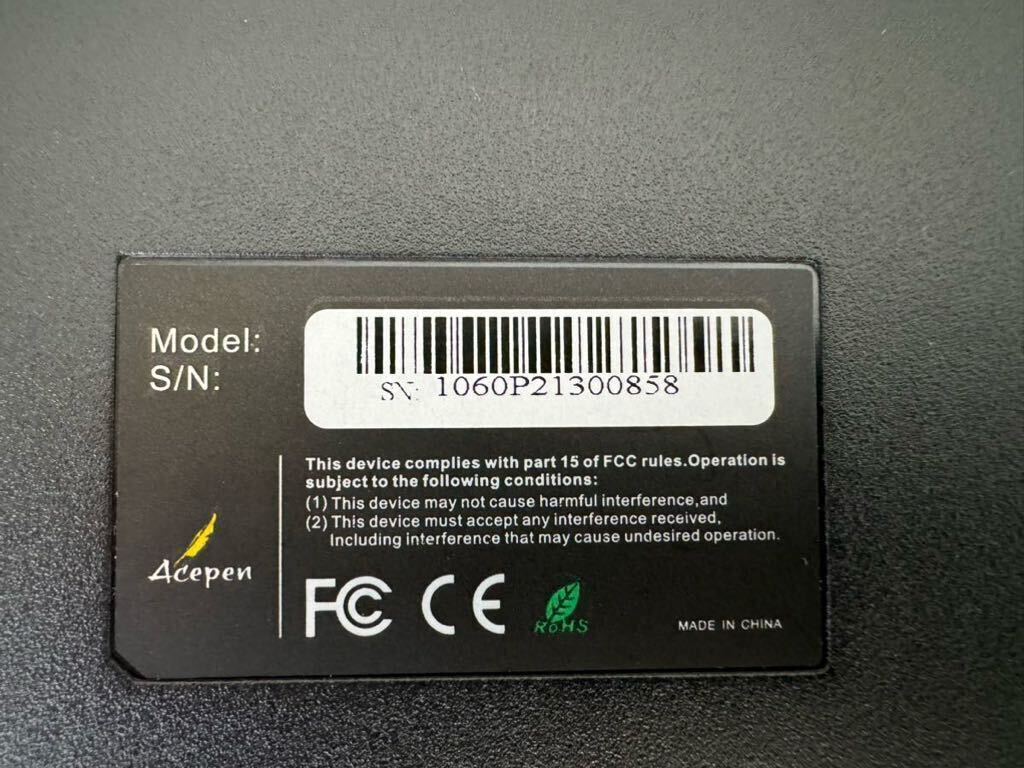 Model:
S/N:
SN: 1060P21300858
This device complies with part 15 of FCC rules.Operation is
subject to the following conditions:
(1) This device may not cause harmful interference,and
(2) This device must accept any interference received,
Including interference that may cause undesired operation.
Acepen
FC CE RoHS
MADE IN CHINA